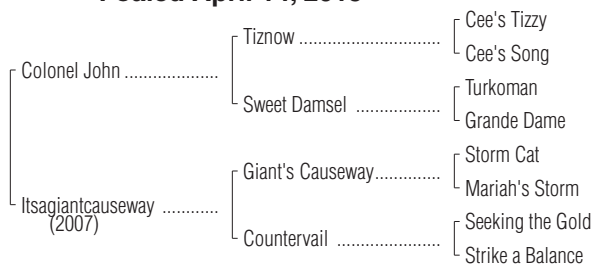 Cee's Tizzy
Tiznow ..............................
Cee's Song
Colonel John ....................
Turkoman
Sweet Damsel ..................
Grande Dame
Storm Cat
Giant's Causeway..............
Mariah's Storm
Itsagiantcauseway ............
(2007)
Seeking the Gold
Countervail ......................
Strike a Balance